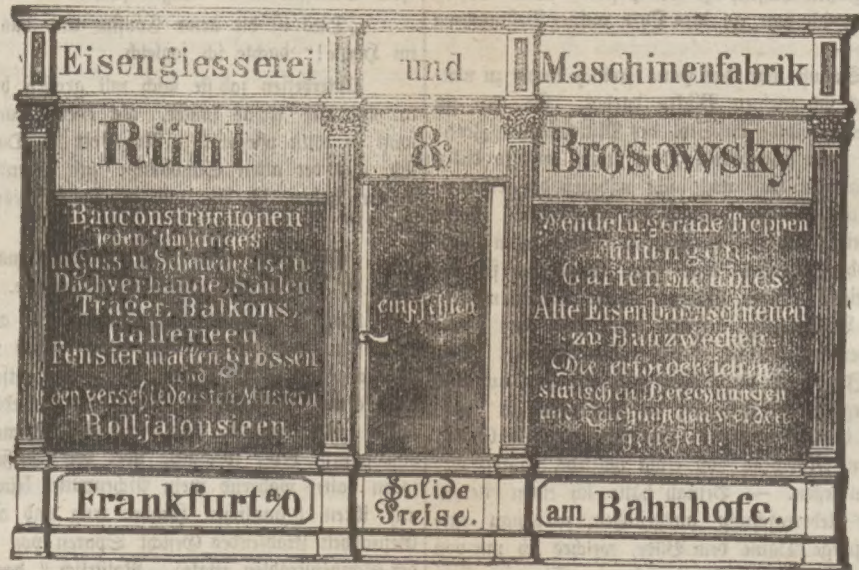 Eisengiesserei und Maschinenfabrik
Rühl & Brosowsky
Bauconstructionen
jeden Umfanges
in Guss u. Schmiedeeisen.
Dachverbände, Säulen
Träger, Balkons,
Gallerieen
Fenster in allen Grössen
und
den verschiedensten Mustern
Rolljalousieen.
empfehlen
Wendel u. gerade Treppen
Füllungen.
Gartenmeubles.
Alte Eisenbahnschienen
zu Bauzwecken.
Die erforderlichen
statischen Berechnungen
und Zeichnungen werden
geliefert.
Frankfurt a/O
Solide
Preise.
am Bahnhofe.